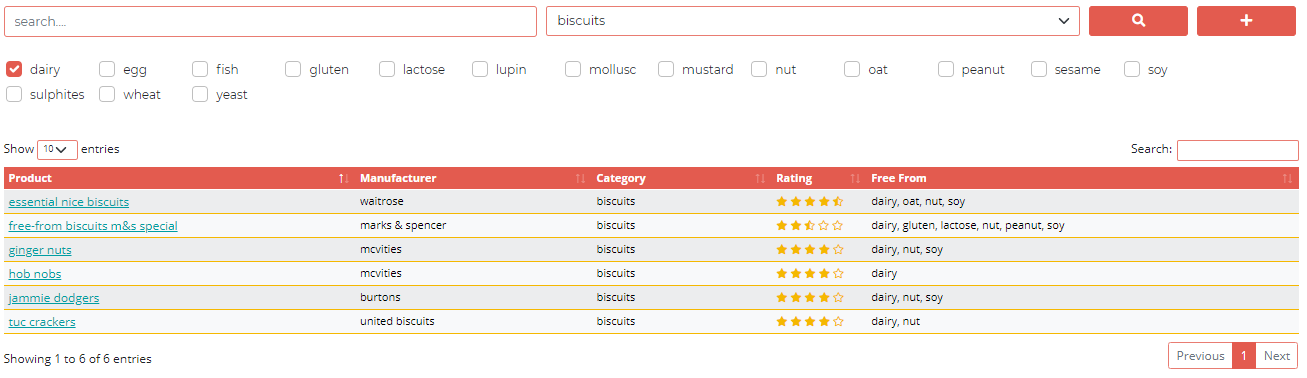 search.... biscuits
dairy egg fish gluten lactose lupin mollusc mustard nut oat peanut sesame soy
sulphites wheat yeast
Show 10 entries Search:
Product Manufacturer Category Rating Free From
essential nice biscuits waitrose biscuits dairy, oat, nut, soy
free-from biscuits m&s special marks & spencer biscuits dairy, gluten, lactose, nut, peanut, soy
ginger nuts mcvities biscuits dairy, nut, soy
hob nobs mcvities biscuits dairy
jammie dodgers burtons biscuits dairy, nut, soy
tuc crackers united biscuits biscuits dairy, nut
Showing 1 to 6 of 6 entries Previous 1 Next